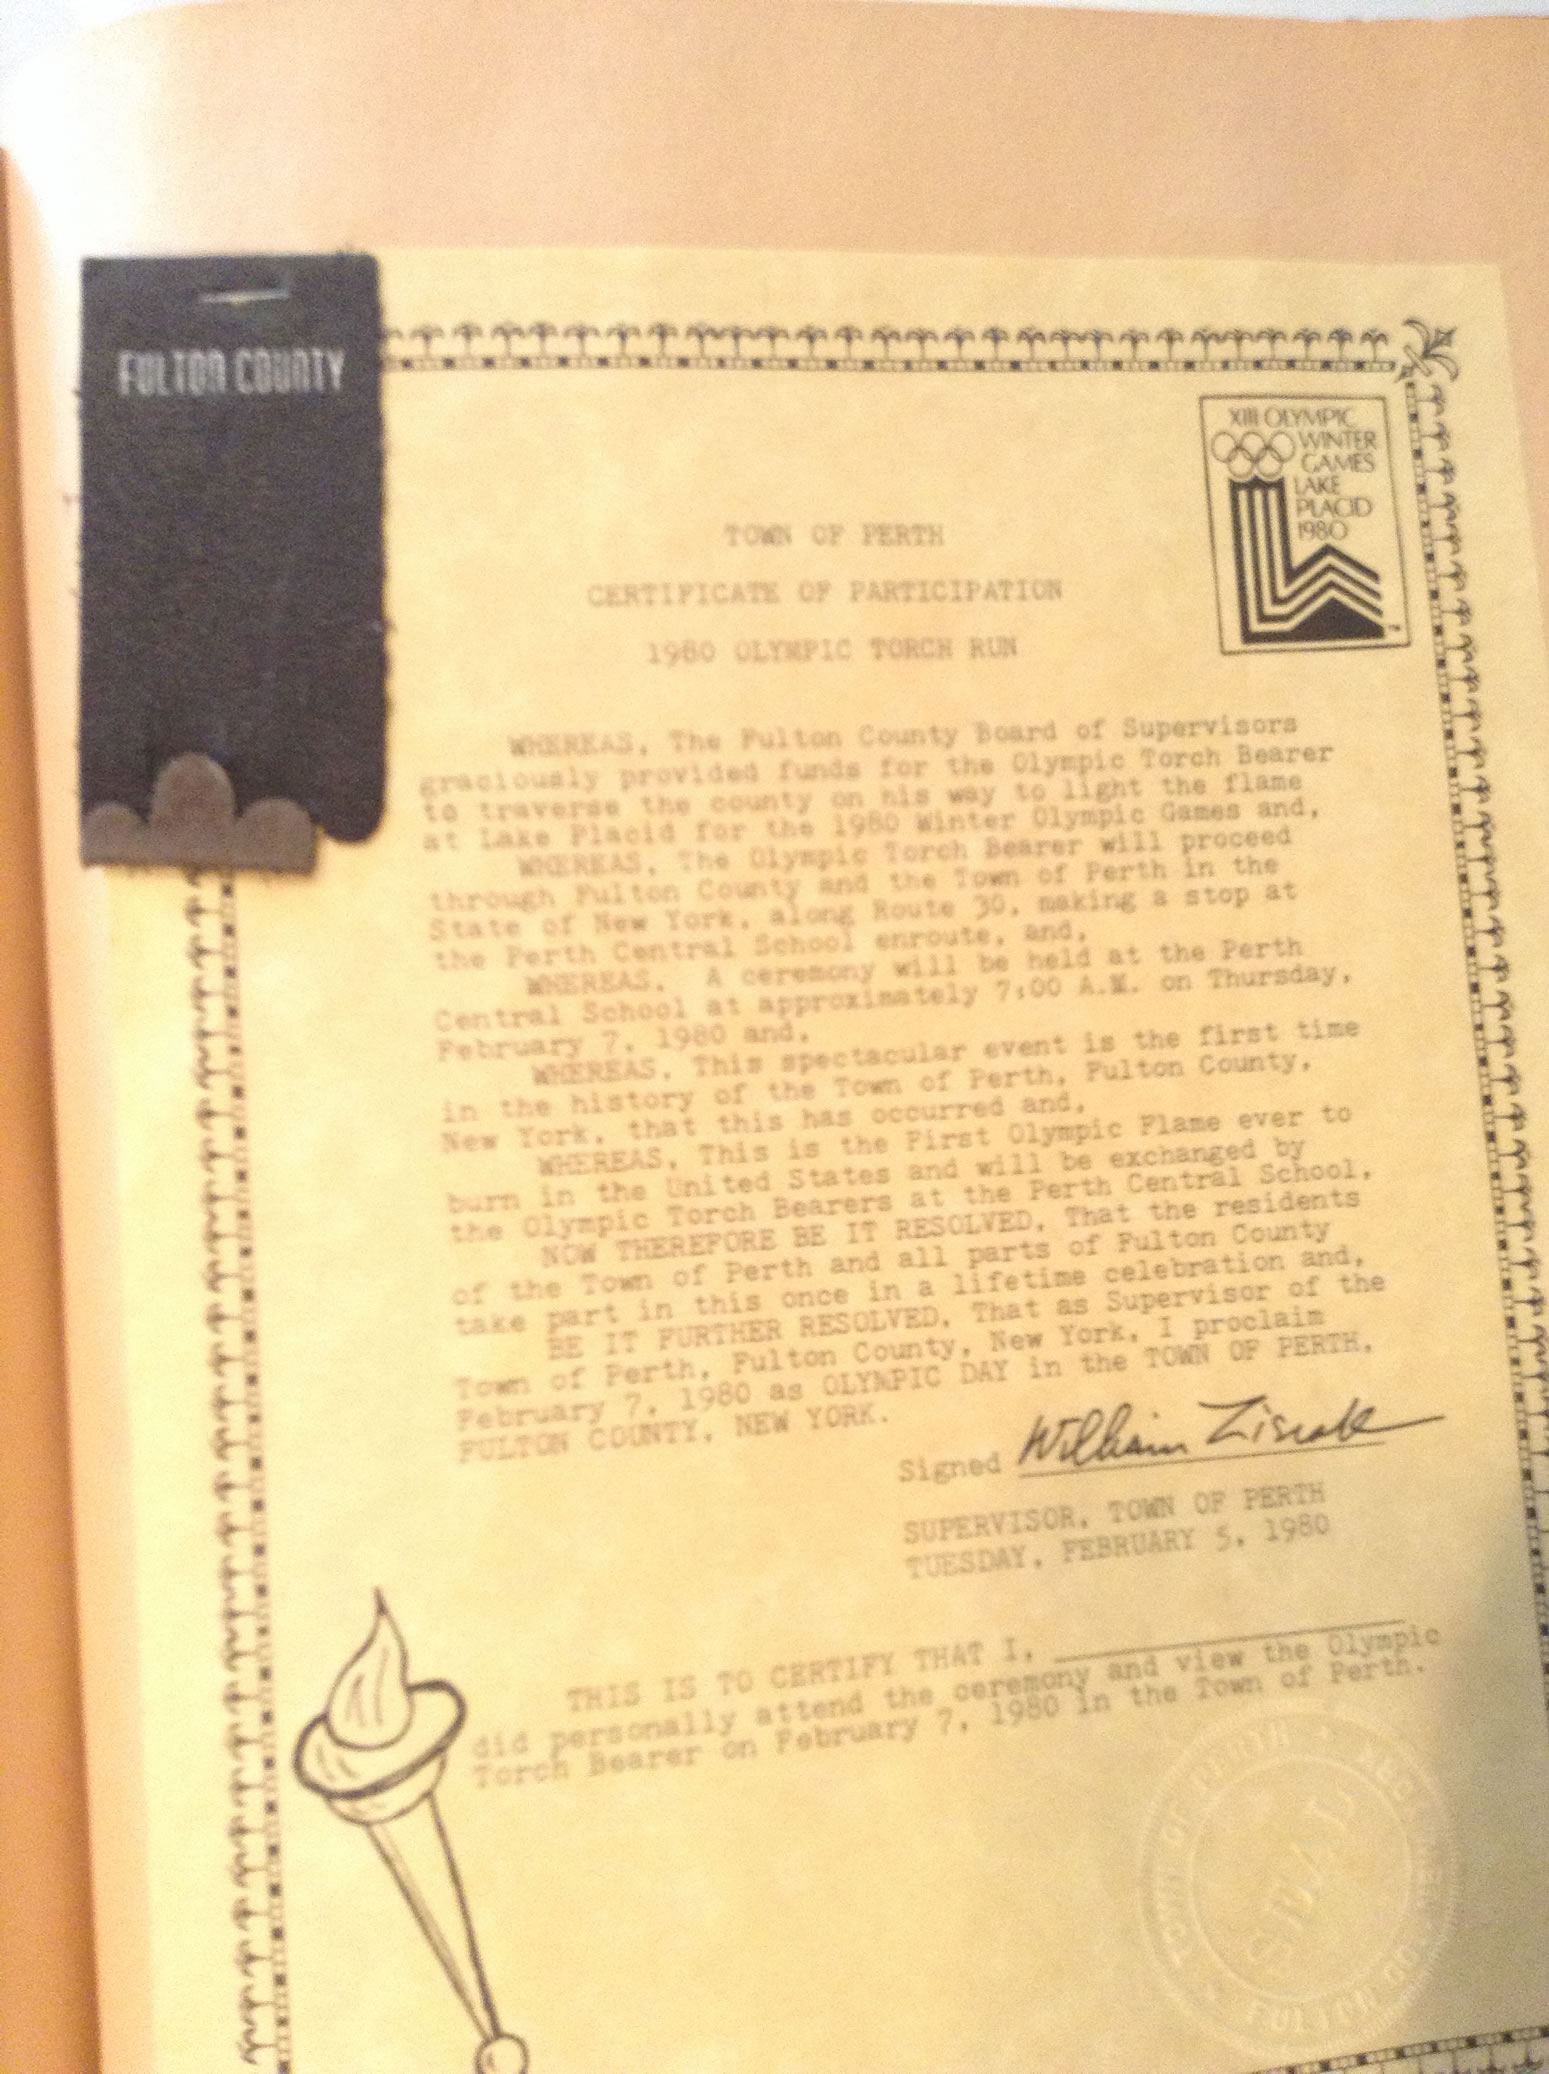 FULTON COUNTY
XIII OLYMPIC
WINTER
GAMES
LAKE
PLACID
1980
TOWN OF PERTH
CERTIFICATE OF PARTICIPATION
1980 OLYMPIC TORCH RUN
WHEREAS, The Fulton County Board of Supervisors
graciously provided funds for the Olympic Torch Bearer
to traverse the county on his way to light the flame
at Lake Placid for the 1980 Winter Olympic Games and,
WHEREAS, The Olympic Torch Bearer will proceed
through Fulton County and the Town of Perth in the
State of New York, along Route 30, making a stop at
the Perth Central School enroute, and,
WHEREAS, A ceremony will be held at the Perth
Central School at approximately 7:00 A.M. on Thursday,
February 7, 1980 and,
WHEREAS, This spectacular event is the first time
in the history of the Town of Perth, Fulton County,
New York, that this has occurred and,
WHEREAS, This is the First Olympic Flame ever to
burn in the United States and will be exchanged by
the Olympic Torch Bearers at the Perth Central School,
NOW THEREFORE BE IT RESOLVED, That the residents
of the Town of Perth and all parts of Fulton County
take part in this once in a lifetime celebration and,
BE IT FURTHER RESOLVED, That as Supervisor of the
Town of Perth, Fulton County, New York, I proclaim
February 7, 1980 as OLYMPIC DAY in the TOWN OF PERTH,
FULTON COUNTY, NEW YORK.
Signed William
SUPERVISOR, TOWN OF PERTH
TUESDAY, FEBRUARY 5, 1980
THIS IS TO CERTIFY THAT I,
did personally attend the ceremony and view the Olympic
Torch Bearer on February 7, 1980 in the Town of Perth.
TOWN OF PERTH
SEAL
FULTON CO.